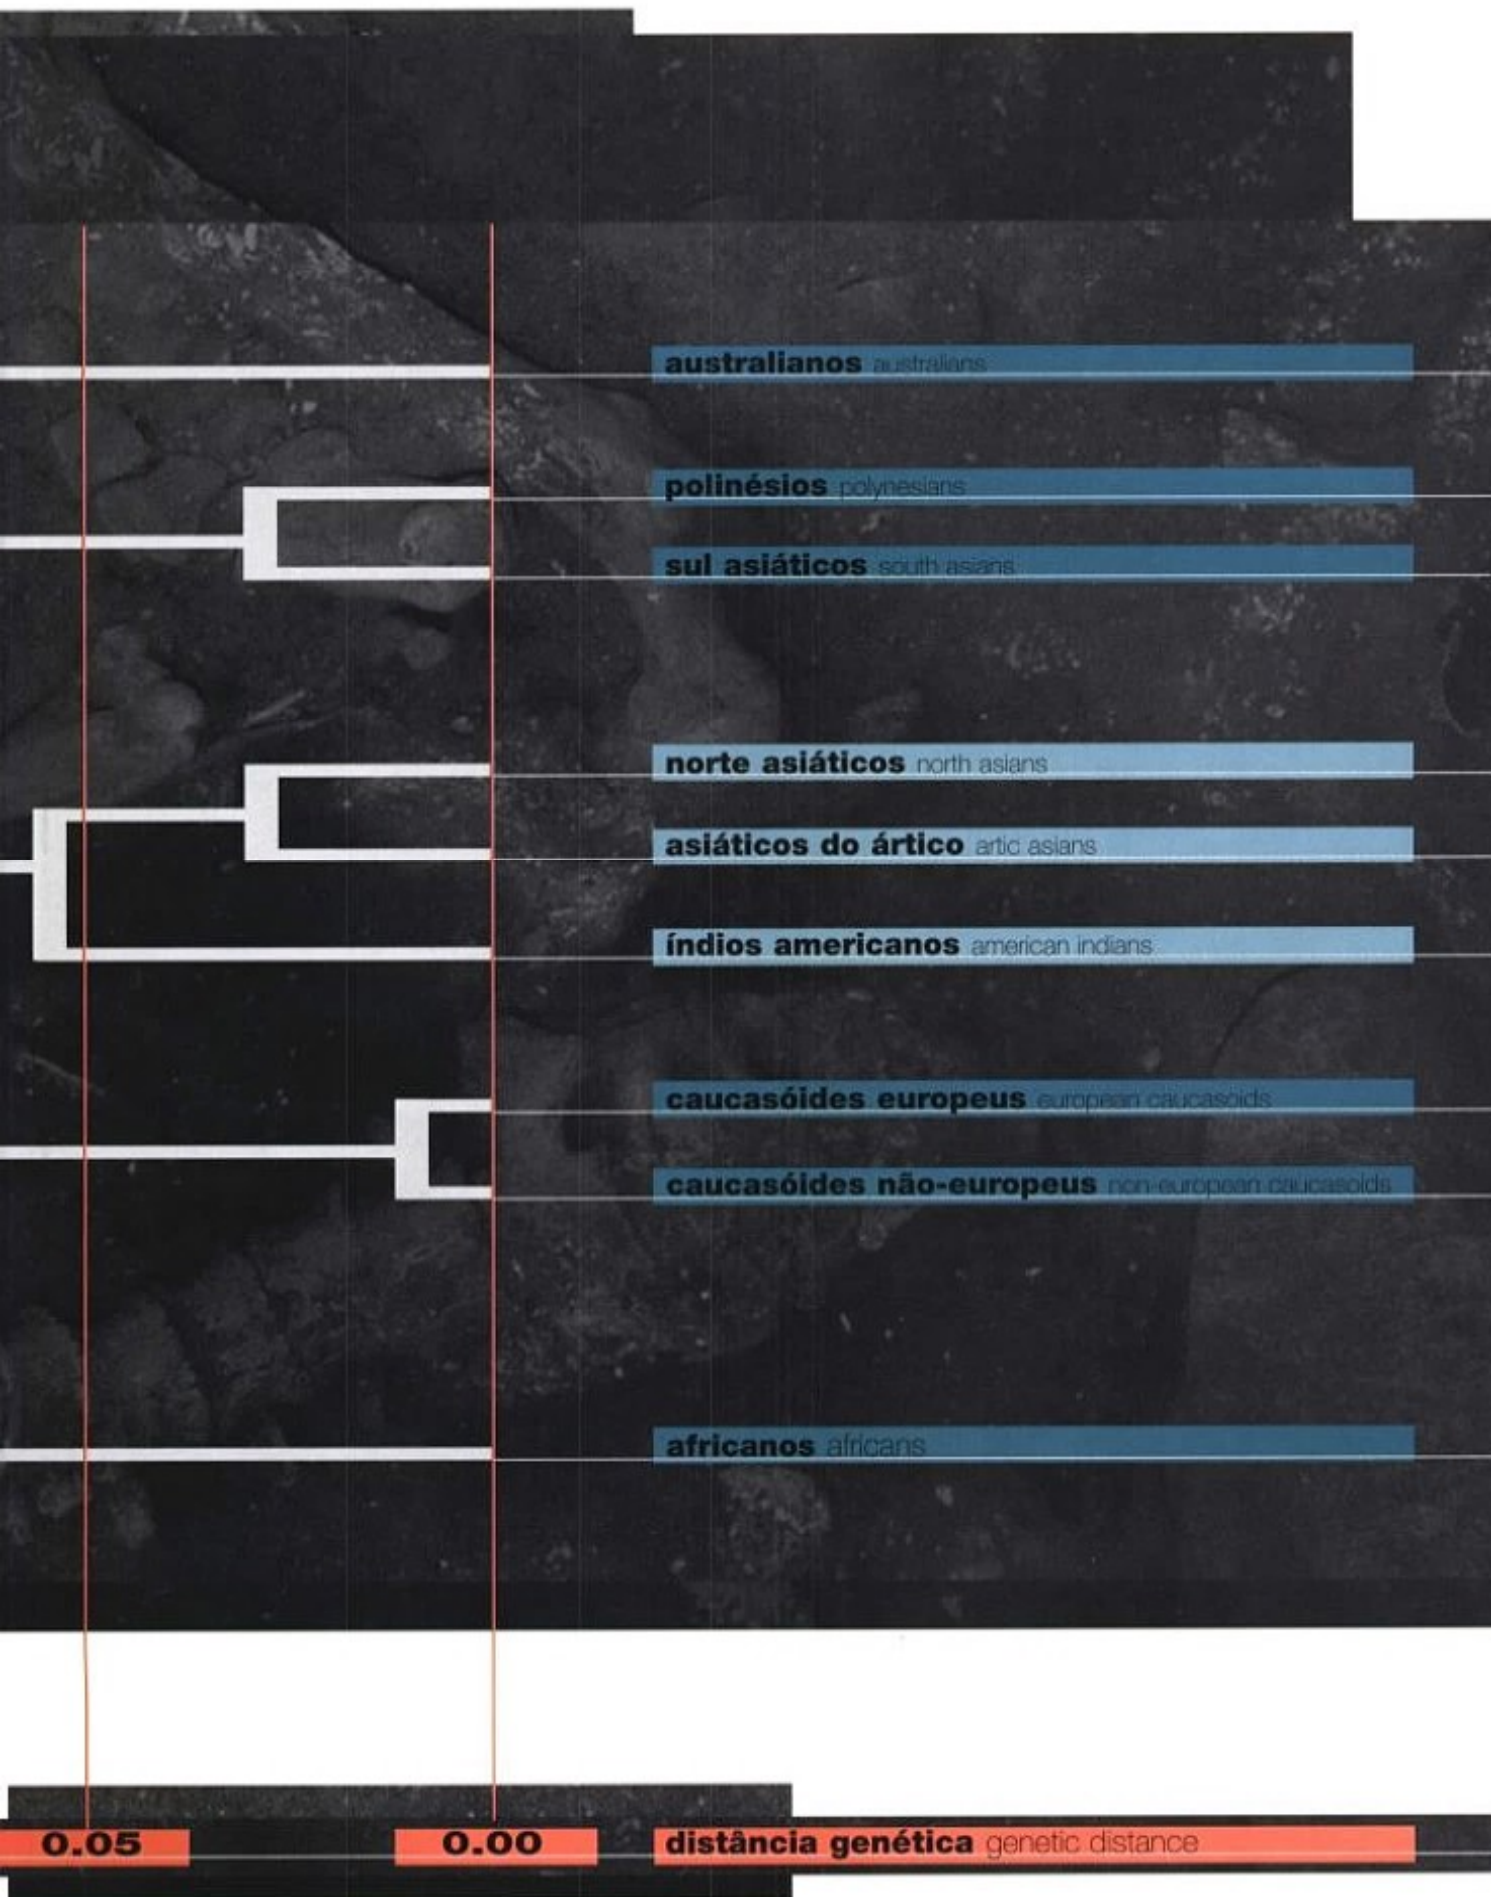 australianos australians
polinésios polynesians
sul asiáticos south asians
norte asiáticos north asians
asiáticos do ártico artic asians
índios americanos american indians
caucasóides europeus european caucasoids
caucasóides não-europeus non-european caucasoids
africanos africans
0.05 0.00 distância genética genetic distance